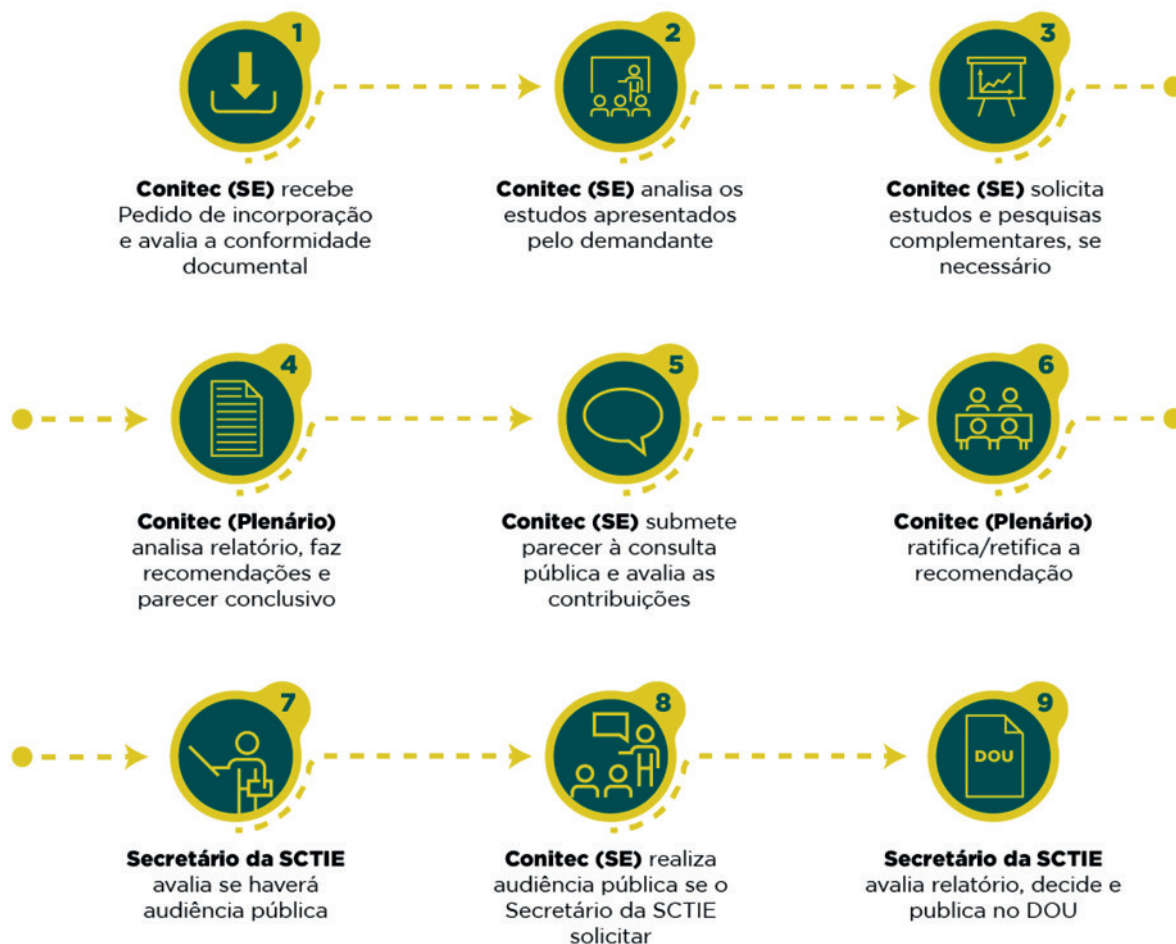 1
Conitec (SE) recebe
Pedido de incorporação
e avalia a conformidade
documental
2
Conitec (SE) analisa os
estudos apresentados
pelo demandante
3
Conitec (SE) solicita
estudos e pesquisas
complementares, se
necessário
4
Conitec (Plenário)
analisa relatório, faz
recomendações e
parecer conclusivo
5
Conitec (SE) submete
parecer à consulta
pública e avalia as
contribuições
6
Conitec (Plenário)
ratifica/retifica a
recomendação
7
Secretário da SCTIE
avalia se haverá
audiência pública
8
Conitec (SE) realiza
audiência pública se o
Secretário da SCTIE
solicitar
9
DOU
Secretário da SCTIE
avalia relatório, decide e
publica no DOU